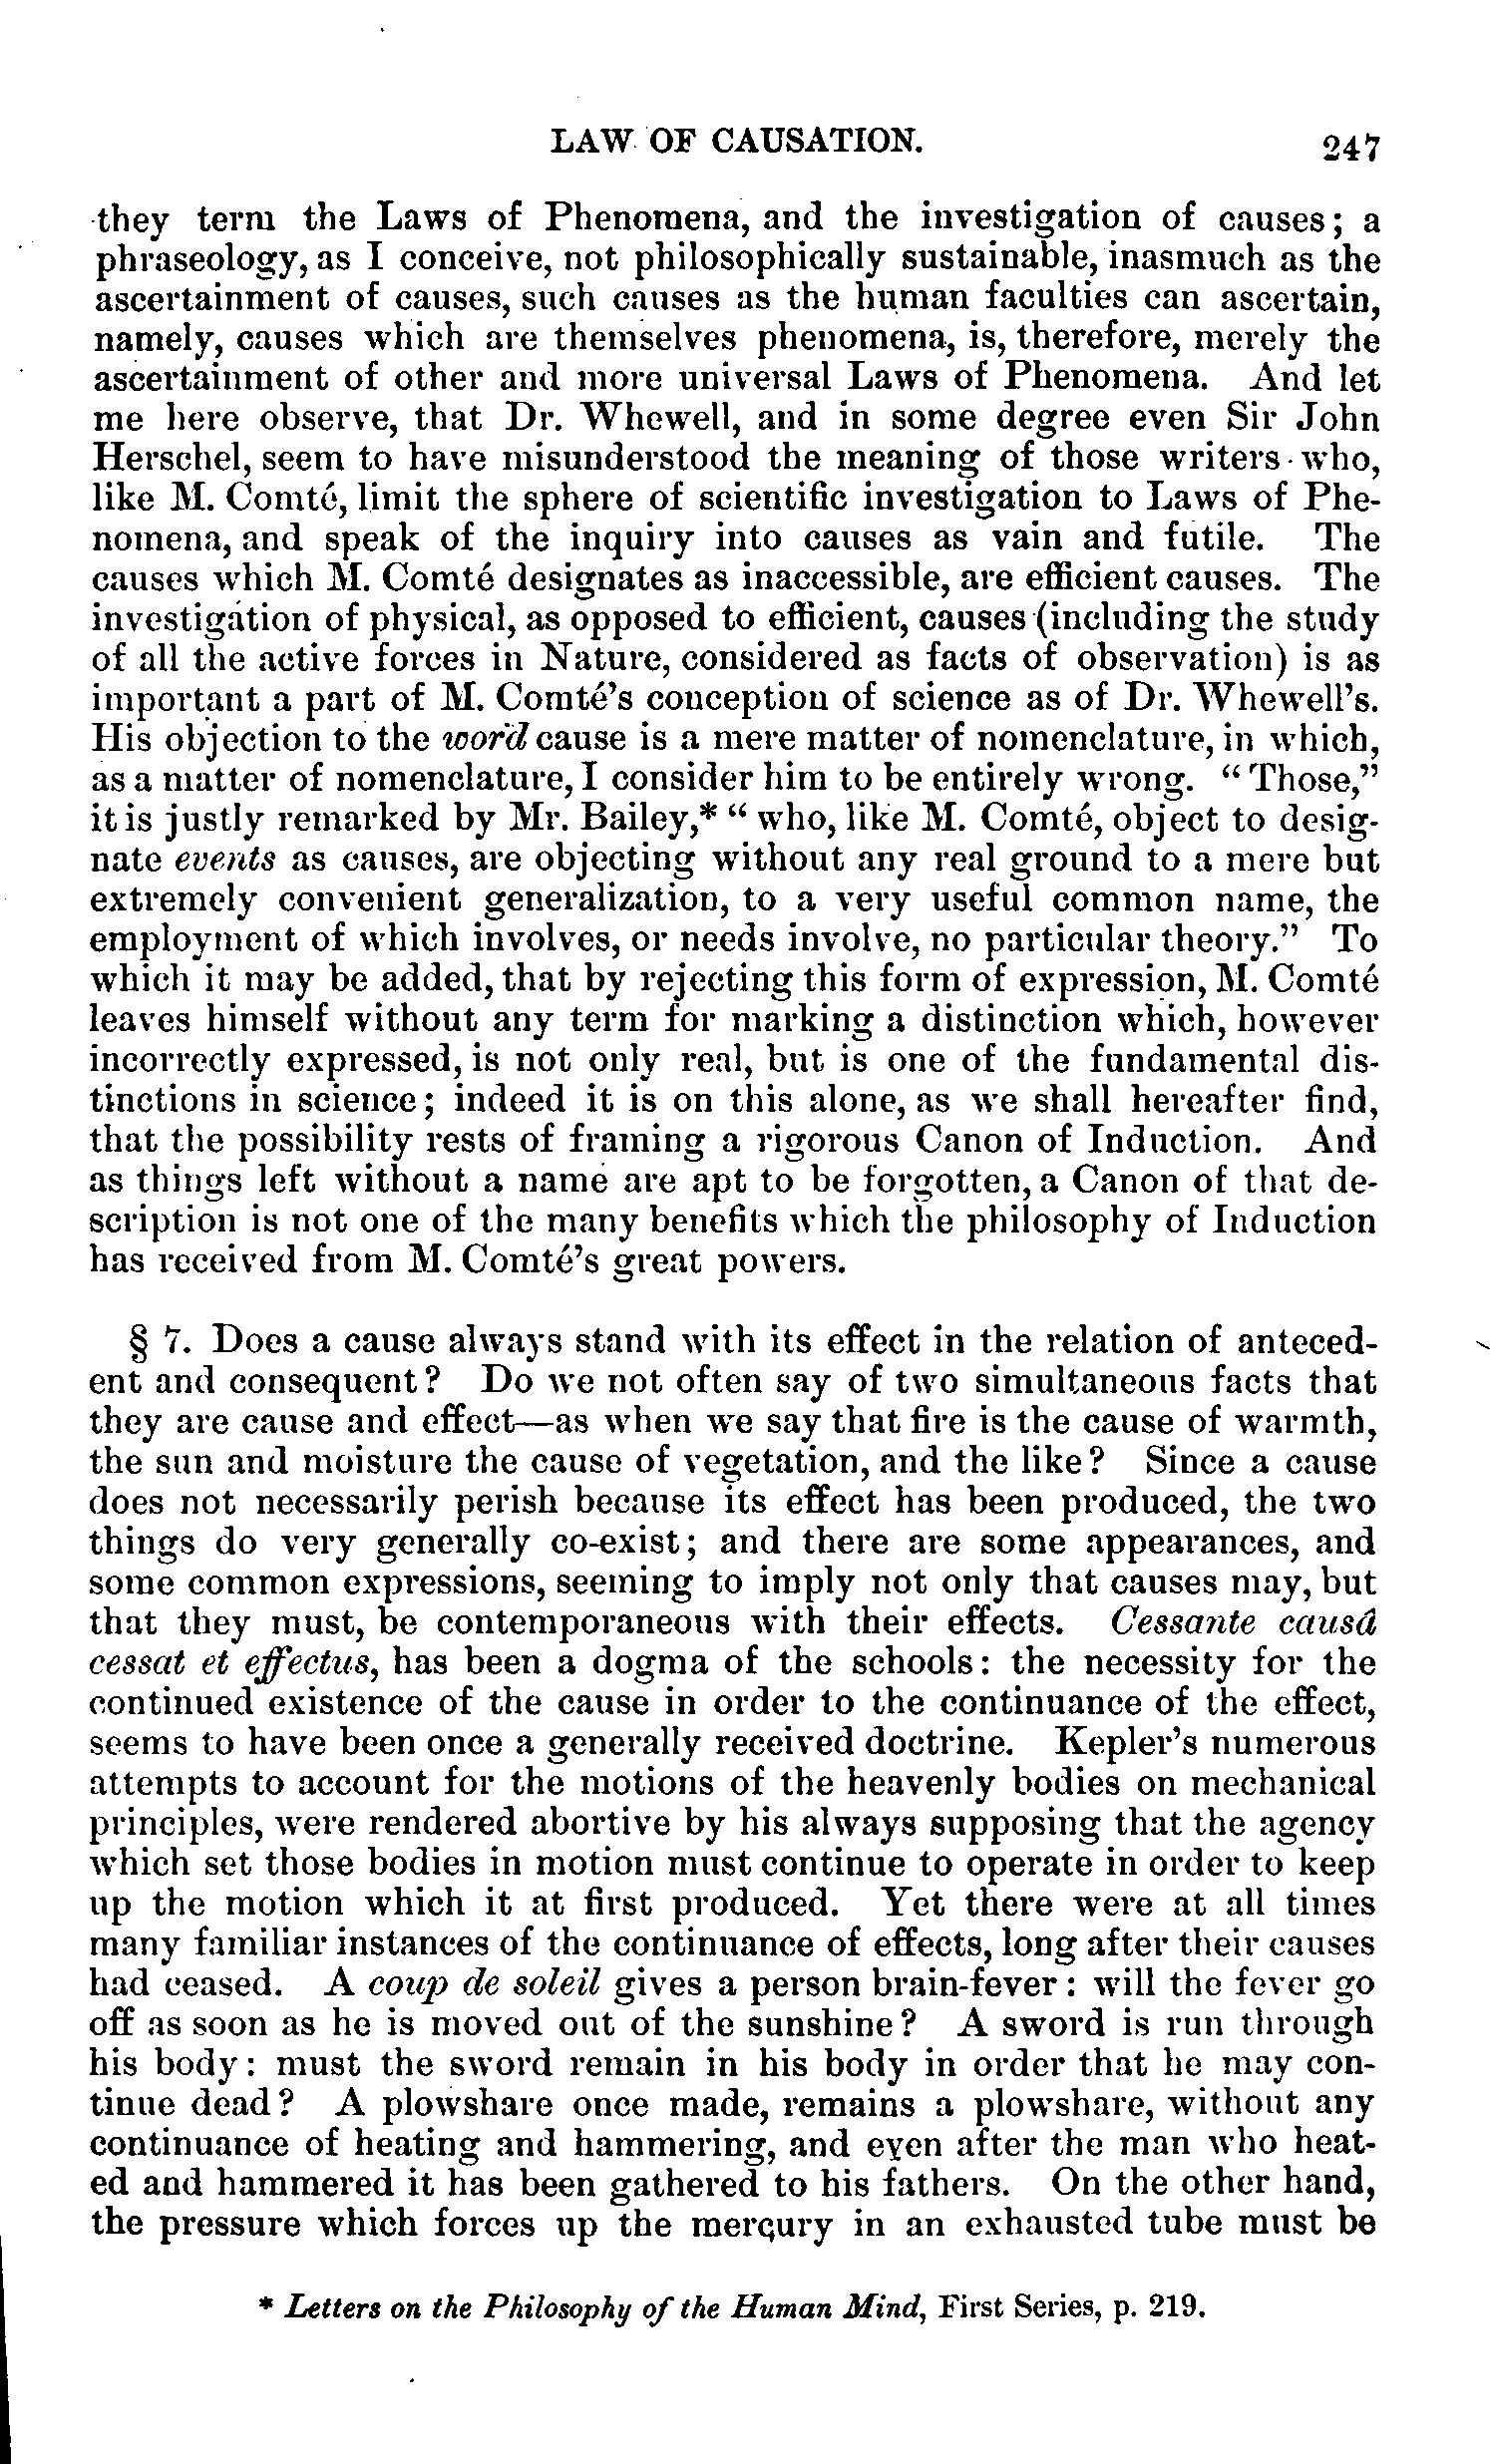 LAW OF CAUSATION. 247
they term the Laws of Phenomena, and the investigation of causes; a
phraseology, as I conceive, not philosophically sustainable, inasmuch as the
ascertainment of causes, such causes as the human faculties can ascertain,
namely, causes which are themselves phenomena, is, therefore, merely the
ascertainment of other and more universal Laws of Phenomena. And let
me here observe, that Dr. Whewell, and in some degree even Sir John
Herschel, seem to have misunderstood the meaning of those writers who,
like M. Comté, limit the sphere of scientific investigation to Laws of Phe-
nomena, and speak of the inquiry into causes as vain and futile. The
causes which M. Comté designates as inaccessible, are efficient causes. The
investigation of physical, as opposed to efficient, causes (including the study
of all the active forces in Nature, considered as facts of observation) is as
important a part of M. Comté's conception of science as of Dr. Whewell's.
His objection to the word cause is a mere matter of nomenclature, in which,
as a matter of nomenclature, I consider him to be entirely wrong. "Those,"
it is justly remarked by Mr. Bailey,* "who, like M. Comté, object to desig-
nate events as causes, are objecting without any real ground to a mere but
extremely convenient generalization, to a very useful common name, the
employment of which involves, or needs involve, no particular theory." To
which it may be added, that by rejecting this form of expression, M. Comté
leaves himself without any term for marking a distinction which, however
incorrectly expressed, is not only real, but is one of the fundamental dis-
tinctions in science; indeed it is on this alone, as we shall hereafter find,
that the possibility rests of framing a rigorous Canon of Induction. And
as things left without a name are apt to be forgotten, a Canon of that de-
scription is not one of the many benefits which the philosophy of Induction
has received from M. Comté's great powers.
§ 7. Does a cause always stand with its effect in the relation of anteced-
ent and consequent? Do we not often say of two simultaneous facts that
they are cause and effect—as when we say that fire is the cause of warmth,
the sun and moisture the cause of vegetation, and the like? Since a cause
does not necessarily perish because its effect has been produced, the two
things do very generally co-exist; and there are some appearances, and
some common expressions, seeming to imply not only that causes may, but
that they must, be contemporaneous with their effects. Cessante causâ
cessat et effectus, has been a dogma of the schools: the necessity for the
continued existence of the cause in order to the continuance of the effect,
seems to have been once a generally received doctrine. Kepler's numerous
attempts to account for the motions of the heavenly bodies on mechanical
principles, were rendered abortive by his always supposing that the agency
which set those bodies in motion must continue to operate in order to keep
up the motion which it at first produced. Yet there were at all times
many familiar instances of the continuance of effects, long after their causes
had ceased. A coup de soleil gives a person brain-fever: will the fever go
off as soon as he is moved out of the sunshine? A sword is run through
his body: must the sword remain in his body in order that he may con-
tinue dead? A plowshare once made, remains a plowshare, without any
continuance of heating and hammering, and even after the man who heat-
ed and hammered it has been gathered to his fathers. On the other hand,
the pressure which forces up the mercury in an exhausted tube must be
* Letters on the Philosophy of the Human Mind, First Series, p. 219.